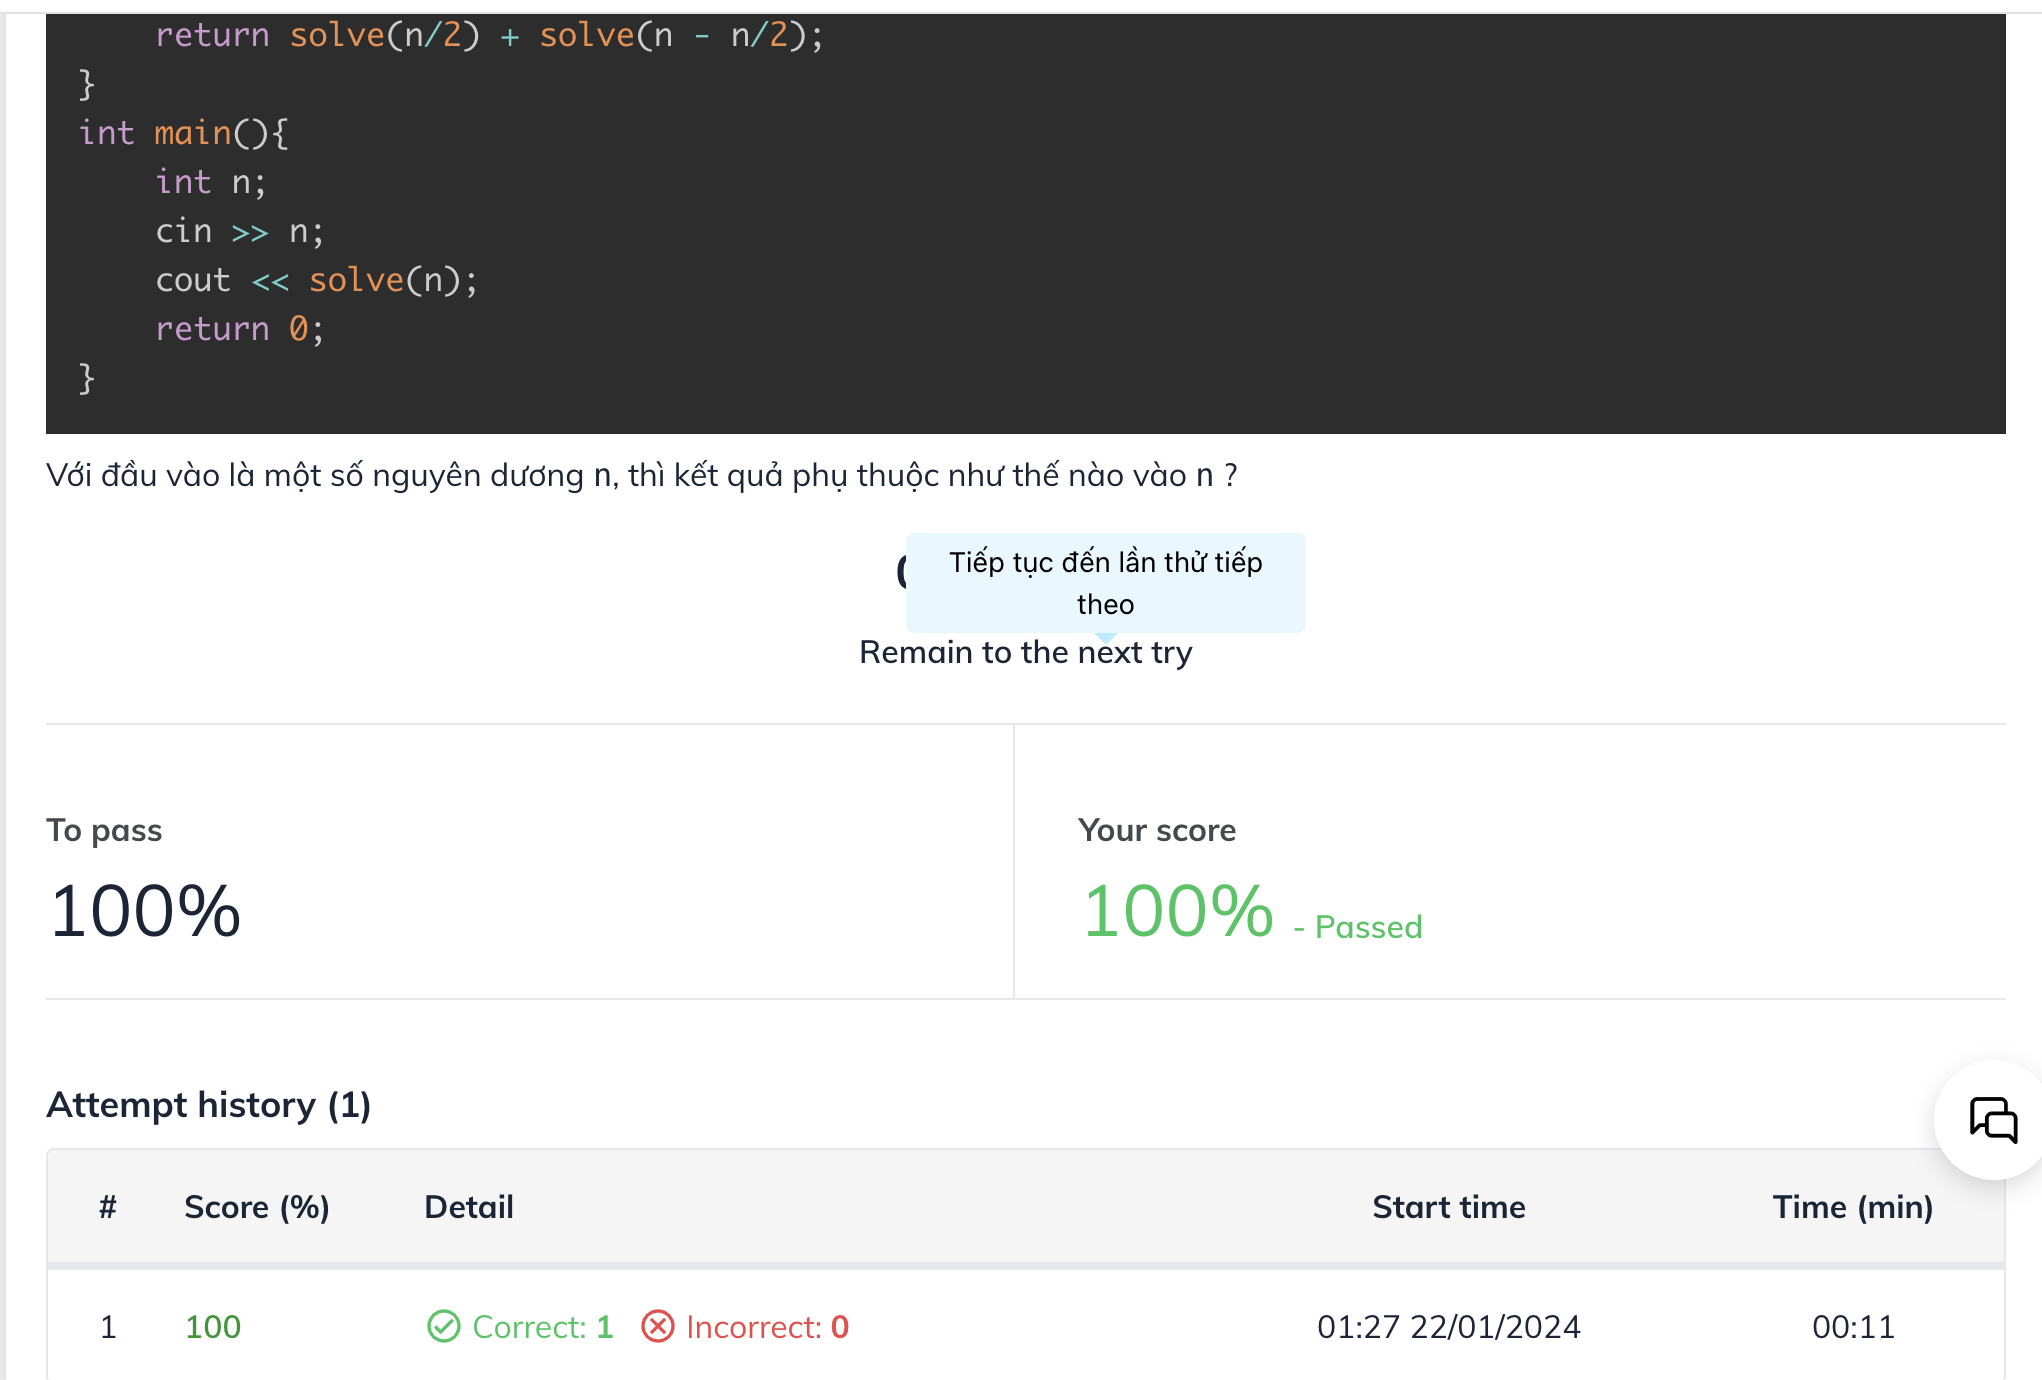 return solve(n/2) + solve(n - n/2);
}
int main(){
int n;
cin >> n;
cout << solve(n);
return 0;
}
Với đầu vào là một số nguyên dương n, thì kết quả phụ thuộc như thế nào vào n ?
Tiếp tục đến lần thử tiếp
theo
Remain to the next try
To pass
100%
Your score
100% - Passed
Attempt history (1)
# Score (%) Detail Start time Time (min)
1 100 Correct: 1 Incorrect: 0 01:27 22/01/2024 00:11